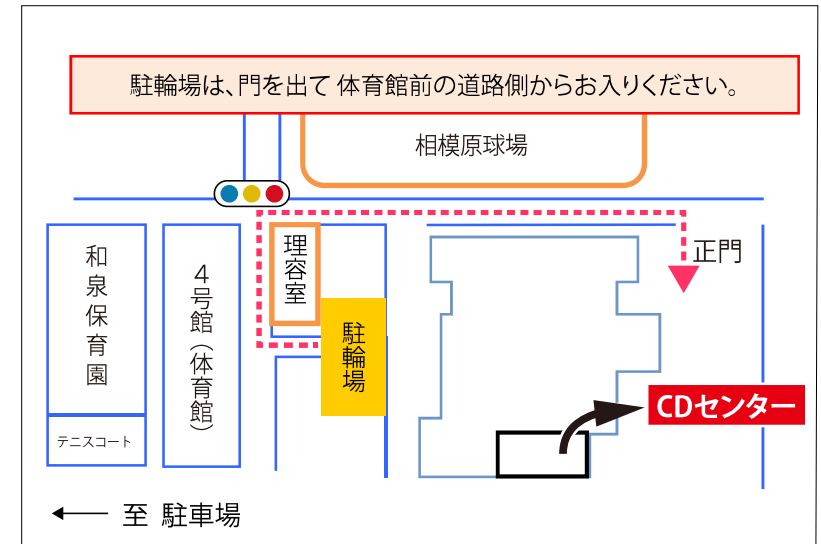 駐輪場は、門を出て 体育館前の道路側からお入りください。
相模原球場
正門
理容室
和泉保育園
4号館(体育館)
駐輪場
CDセンター
テニスコート
← 至 駐車場